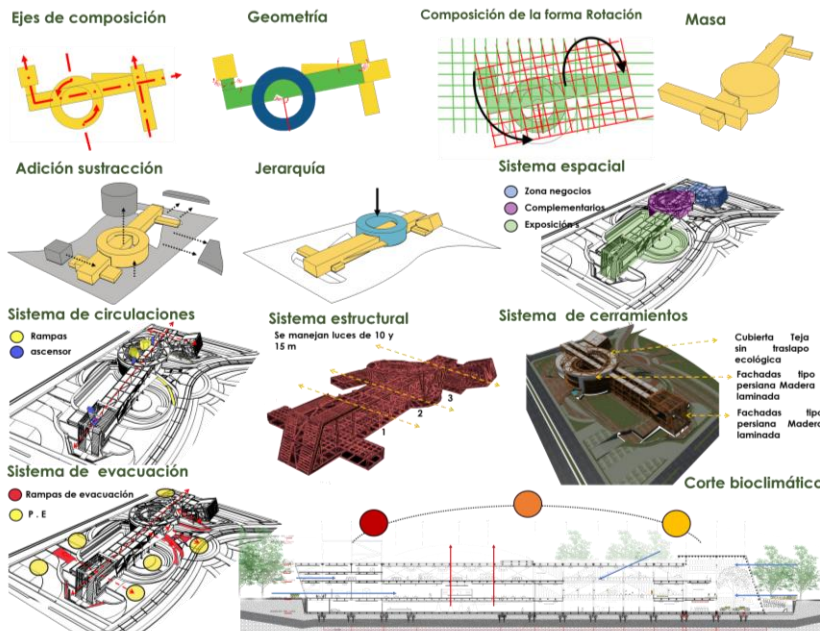 Ejes de composición
Geometría
Composición de la forma Rotación
Masa
Adición sustracción
Jerarquía
Sistema espacial
Zona negocios
Complementarios
Exposición s
Sistema de circulaciones
Rampas
ascensor
Sistema estructural
Se manejan luces de 10 y
15 m
1
2
3
Sistema de cerramientos
Cubierta Teja
sin traslapo
ecológica
Fachadas tipo
persiana Madera
laminada
Fachadas tipo
persiana Madera
laminada
Sistema de evacuación
Rampas de evacuación
P . E
Corte bioclimático